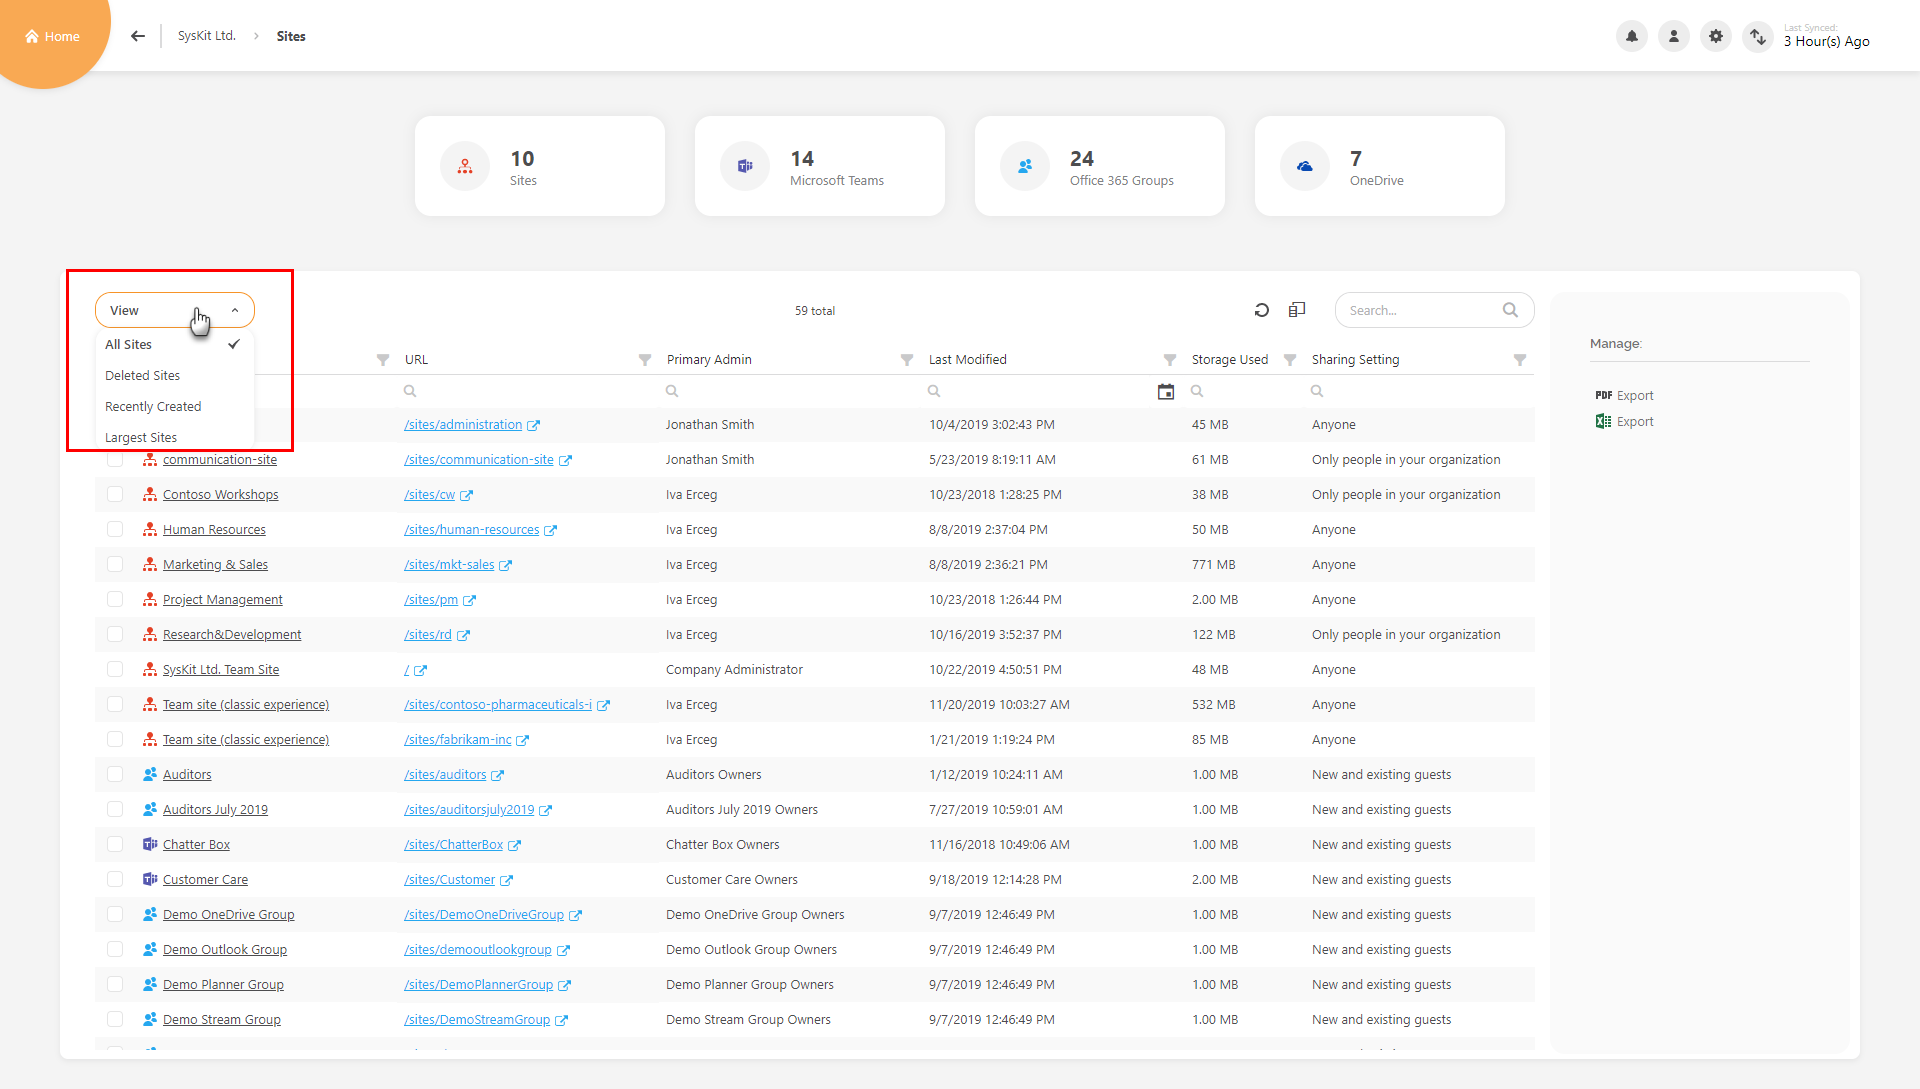 Home
SysKit Ltd. > Sites
Last Synced:
3 Hour(s) Ago
10
Sites
14
Microsoft Teams
24
Office 365 Groups
7
OneDrive
View
All Sites
Deleted Sites
Recently Created
Largest Sites
59 total
Search...
Manage:
PDF Export
Export
URL Primary Admin Last Modified Storage Used Sharing Setting
/sites/administration Jonathan Smith 10/4/2019 3:02:43 PM 45 MB Anyone
communication-site /sites/communication-site Jonathan Smith 5/23/2019 8:19:11 AM 61 MB Only people in your organization
Contoso Workshops /sites/cw Iva Erceg 10/23/2018 1:28:25 PM 38 MB Only people in your organization
Human Resources /sites/human-resources Iva Erceg 8/8/2019 2:37:04 PM 50 MB Anyone
Marketing & Sales /sites/mkt-sales Iva Erceg 8/8/2019 2:36:21 PM 771 MB Anyone
Project Management /sites/pm Iva Erceg 10/23/2018 1:26:44 PM 2.00 MB Anyone
Research&Development /sites/rd Iva Erceg 10/16/2019 3:52:37 PM 122 MB Only people in your organization
SysKit Ltd. Team Site / Company Administrator 10/22/2019 4:50:51 PM 48 MB Anyone
Team site (classic experience) /sites/contoso-pharmaceuticals-i Iva Erceg 11/20/2019 10:03:27 AM 532 MB Anyone
Team site (classic experience) /sites/fabrikam-inc Iva Erceg 1/21/2019 1:19:24 PM 85 MB Anyone
Auditors /sites/auditors Auditors Owners 1/12/2019 10:24:11 AM 1.00 MB New and existing guests
Auditors July 2019 /sites/auditorsjuly2019 Auditors July 2019 Owners 7/27/2019 10:59:01 AM 1.00 MB New and existing guests
Chatter Box /sites/ChatterBox Chatter Box Owners 11/16/2018 10:49:06 AM 1.00 MB New and existing guests
Customer Care /sites/Customer Customer Care Owners 9/18/2019 12:14:28 PM 2.00 MB New and existing guests
Demo OneDrive Group /sites/DemoOneDriveGroup Demo OneDrive Group Owners 9/7/2019 12:46:49 PM 1.00 MB New and existing guests
Demo Outlook Group /sites/demooutlookgroup Demo Outlook Group Owners 9/7/2019 12:46:49 PM 1.00 MB New and existing guests
Demo Planner Group /sites/DemoPlannerGroup Demo Planner Group Owners 9/7/2019 12:46:49 PM 1.00 MB New and existing guests
Demo Stream Group /sites/DemoStreamGroup Demo Stream Group Owners 9/7/2019 12:46:49 PM 1.00 MB New and existing guests